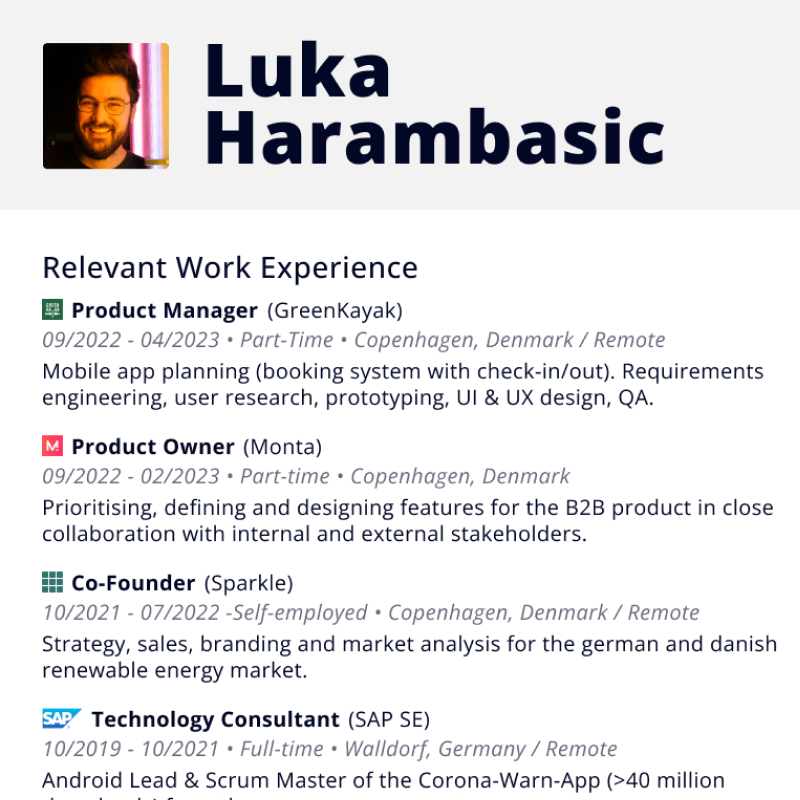 Luka
Harambasic
Relevant Work Experience
Product Manager (GreenKayak)
09/2022 - 04/2023 • Part-Time • Copenhagen, Denmark / Remote
Mobile app planning (booking system with check-in/out). Requirements
engineering, user research, prototyping, UI & UX design, QA.
M. Product Owner (Monta)
09/2022 - 02/2023 • Part-time • Copenhagen, Denmark
Prioritising, defining and designing features for the B2B product in close
collaboration with internal and external stakeholders.
Co-Founder (Sparkle)
10/2021 - 07/2022 -Self-employed • Copenhagen, Denmark / Remote
Strategy, sales, branding and market analysis for the german and danish
renewable energy market.
SAP Technology Consultant (SAP SE)
10/2019 - 10/2021 • Full-time • Walldorf, Germany / Remote
Android Lead & Scrum Master of the Corona-Warn-App (>40 million